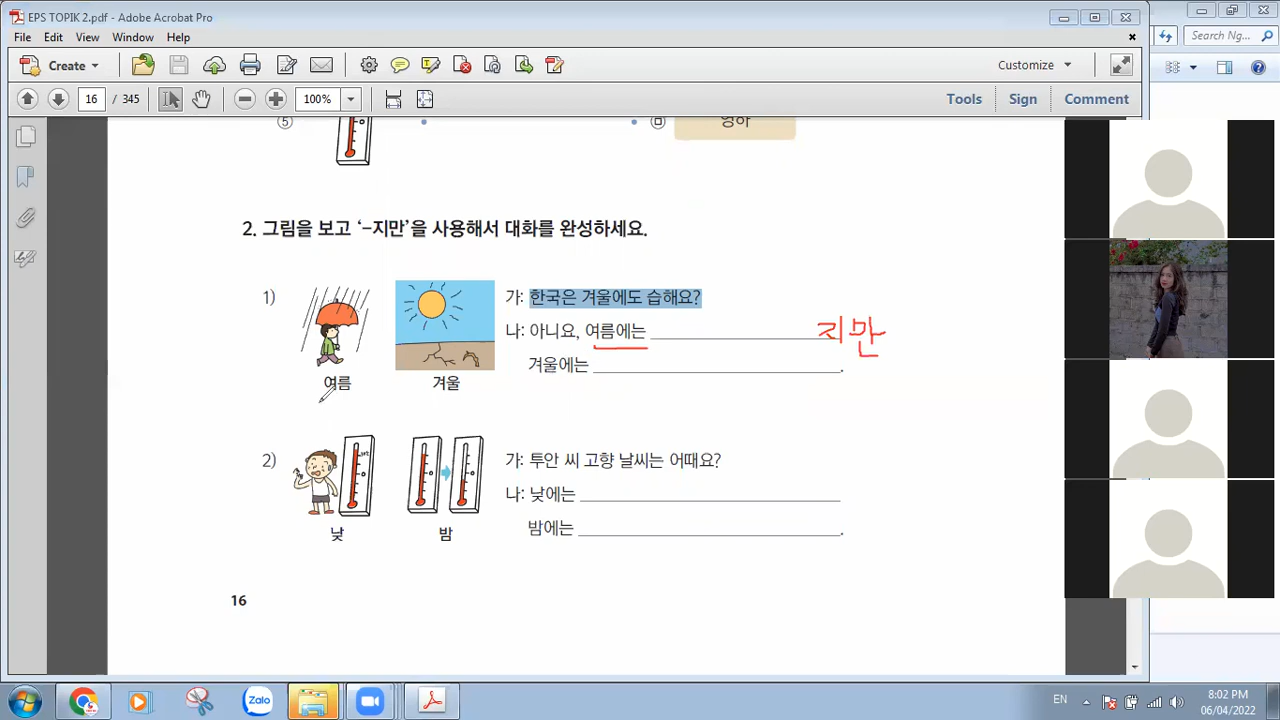 EPS TOPIK 2.pdf - Adobe Acrobat Pro
File Edit View Window Help
Search Ng...
Create
Customize
16 / 345
100%
Tools Sign Comment
⑤
영하
2. 그림을 보고 ‘-지만’을 사용해서 대화를 완성하세요.
1)
가: 한국은 겨울에도 습해요?
나: 아니요, 여름에는 지만
겨울에는 .
여름 겨울
2)
가: 투안 씨 고향 날씨는 어때요?
나: 낮에는
밤에는 .
낮 밤
16
Zalo
EN
8:02 PM
06/04/2022